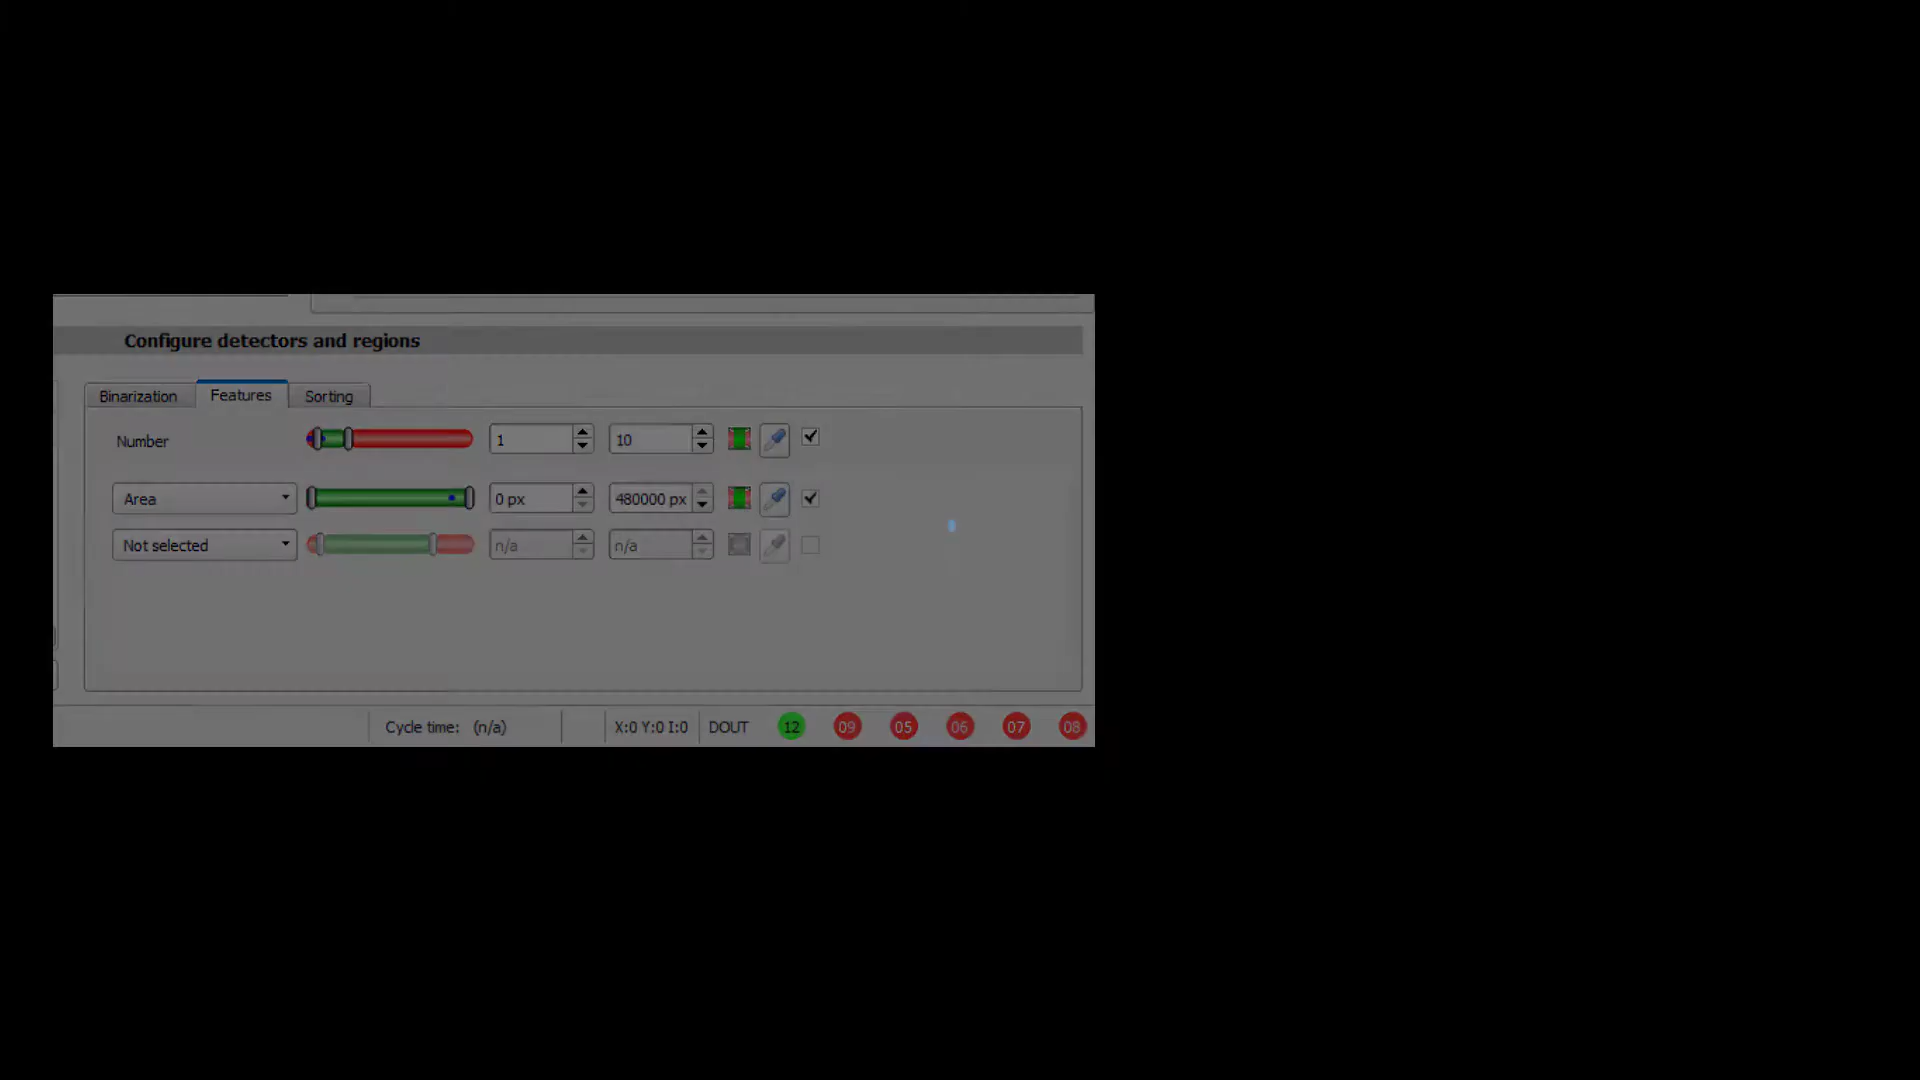 Configure detectors and regions
Binarization Features Sorting
Number 1 10
Area 0 px 480000 px
Not selected n/a n/a
Cycle time: (n/a) X:0 Y:0 I:0 DOUT 12 09 05 06 07 08